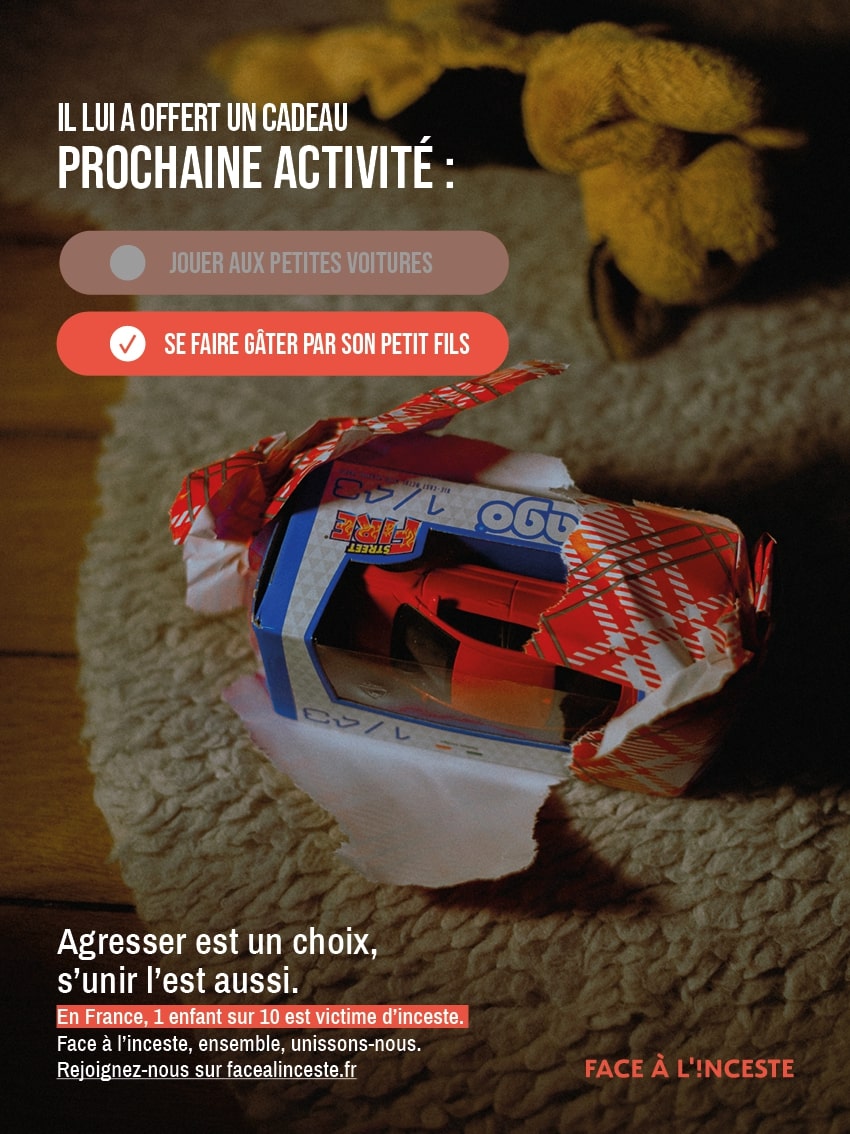 IL LUI A OFFERT UN CADEAU
PROCHAINE ACTIVITÉ :
JOUER AUX PETITES VOITURES
SE FAIRE GÂTER PAR SON PETIT FILS
1/43
ago
STREET
FIRE
1/43
Agresser est un choix,
s’unir l’est aussi.
En France, 1 enfant sur 10 est victime d’inceste.
Face à l’inceste, ensemble, unissons-nous.
Rejoignez-nous sur facealinceste.fr
FACE À L'!NCESTE